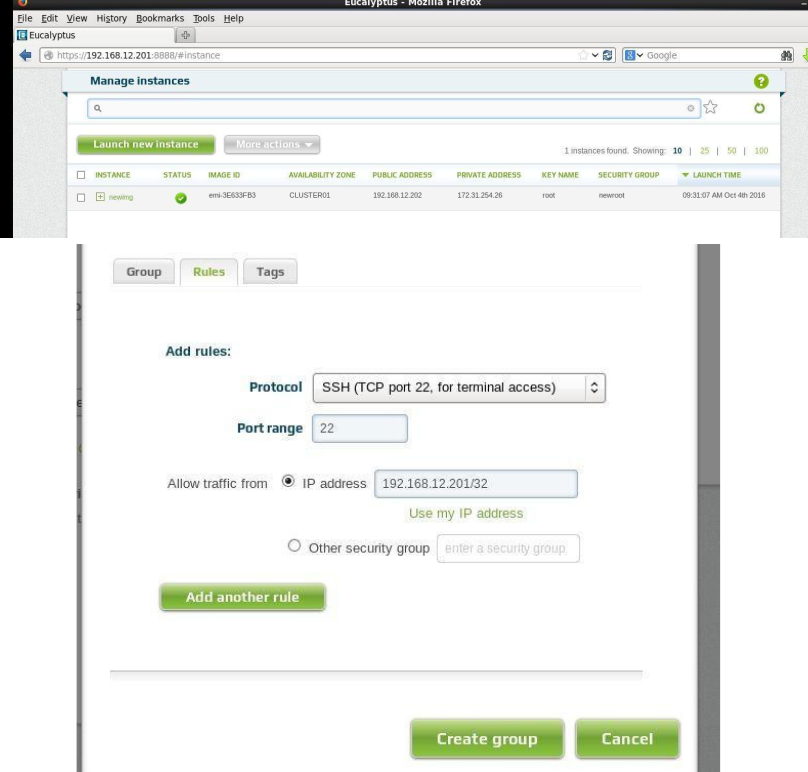 Eucalyptus - Mozilla Firefox
File Edit View History Bookmarks Tools Help
Eucalyptus
https://192.168.12.201:8888/#instance
Google
Manage instances
Launch new instance More actions
1 instances found. Showing: 10 | 25 | 50 | 100
INSTANCE STATUS IMAGE ID AVAILABILITY ZONE PUBLIC ADDRESS PRIVATE ADDRESS KEY NAME SECURITY GROUP LAUNCH TIME
newimg emi-3E633FB3 CLUSTER01 192.168.12.202 172.31.254.26 root newroot 09:31:07 AM Oct 4th 2016
Group Rules Tags
Add rules:
Protocol SSH (TCP port 22, for terminal access)
Port range 22
Allow traffic from IP address 192.168.12.201/32
Use my IP address
Other security group enter a security group
Add another rule
Create group Cancel